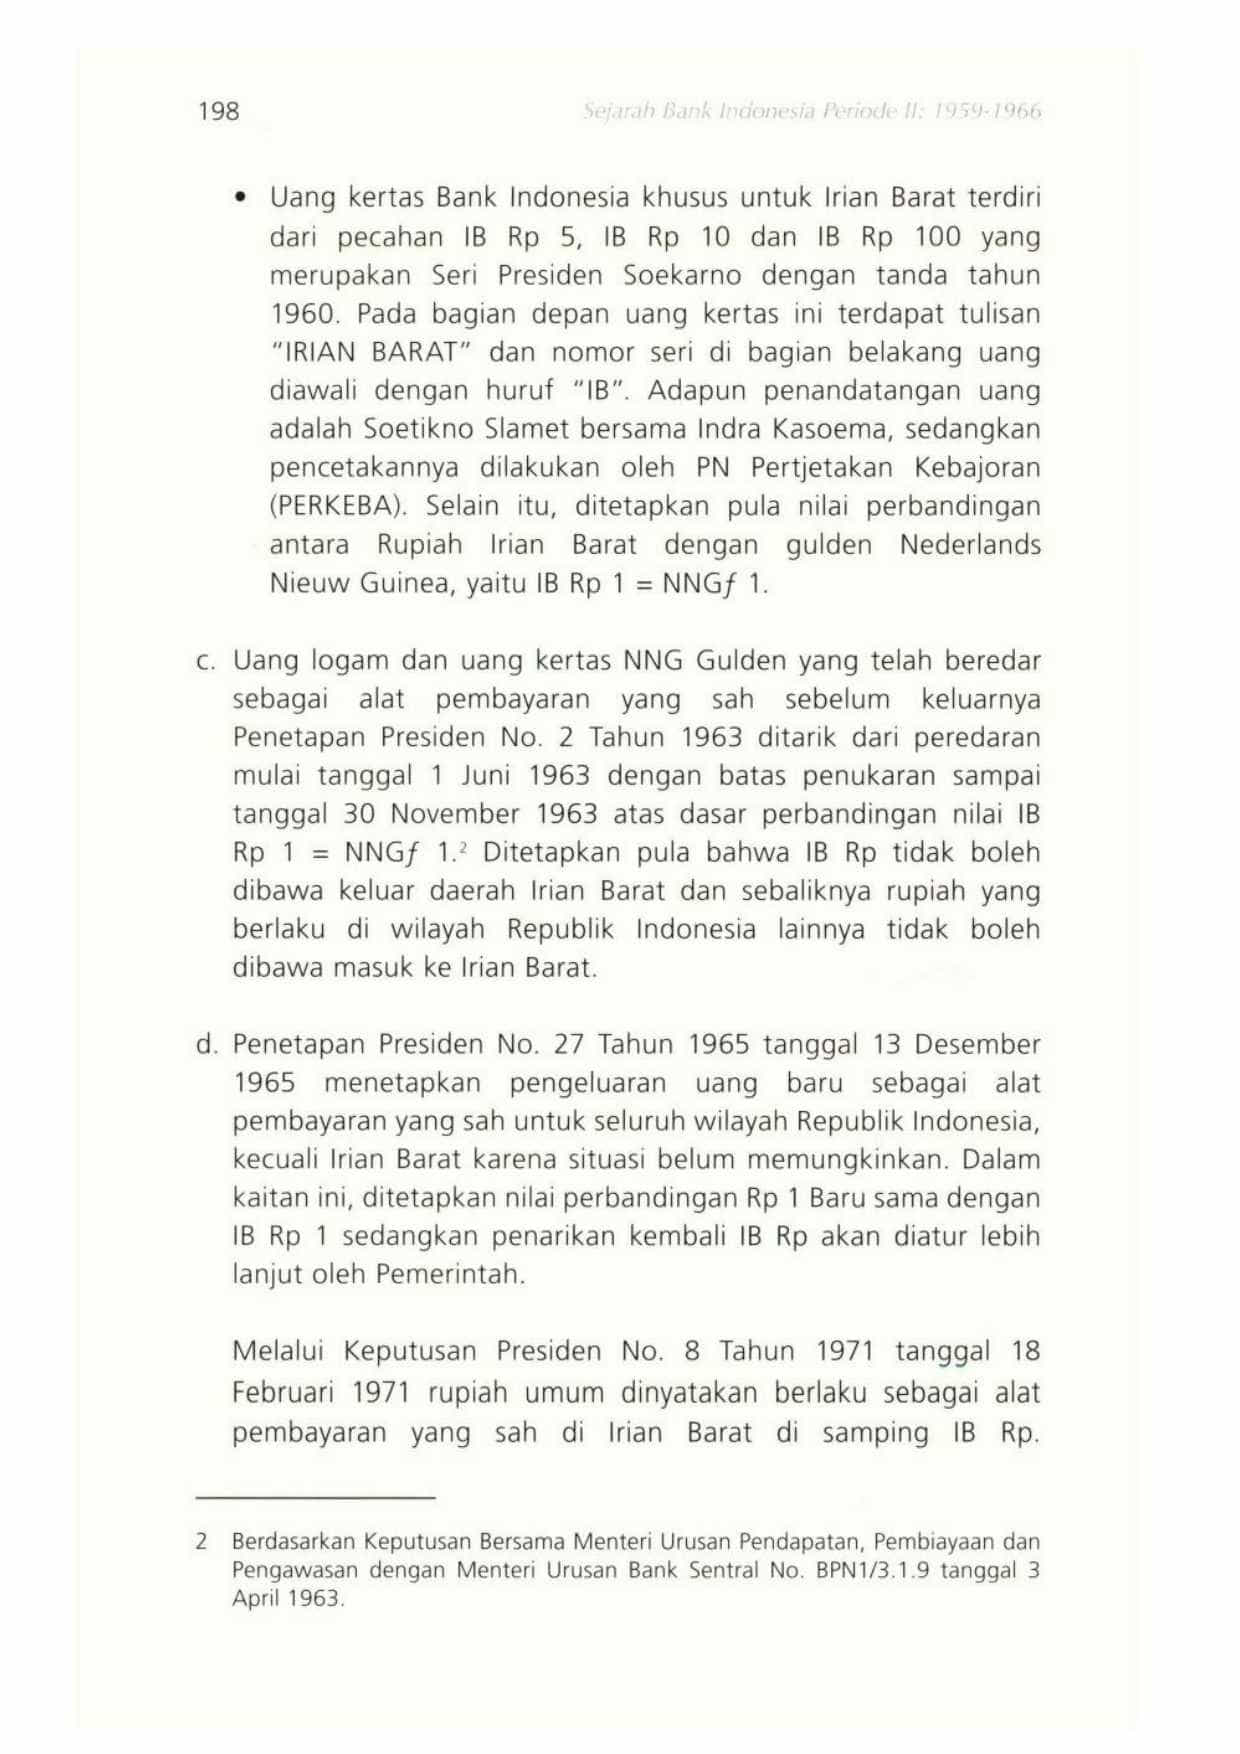 198
Sejarah Bank Indonesia Periode II: 1959-1966
• Uang kertas Bank Indonesia khusus untuk Irian Barat terdiri
dari pecahan IB Rp 5, IB Rp 10 dan IB Rp 100 yang
merupakan Seri Presiden Soekarno dengan tanda tahun
1960. Pada bagian depan uang kertas ini terdapat tulisan
"IRIAN BARAT" dan nomor seri di bagian belakang uang
diawali dengan huruf "IB". Adapun penandatangan uang
adalah Soetikno Slamet bersama Indra Kasoema, sedangkan
pencetakannya dilakukan oleh PN Pertjetakan Kebajoran
(PERKEBA). Selain itu, ditetapkan pula nilai perbandingan
antara Rupiah Irian Barat dengan gulden Nederlands
Nieuw Guinea, yaitu IB Rp 1 = NNGƒ 1.
c. Uang logam dan uang kertas NNG Gulden yang telah beredar
sebagai alat pembayaran yang sah sebelum keluarnya
Penetapan Presiden No. 2 Tahun 1963 ditarik dari peredaran
mulai tanggal 1 Juni 1963 dengan batas penukaran sampai
tanggal 30 November 1963 atas dasar perbandingan nilai IB
Rp 1 = NNGƒ 1.² Ditetapkan pula bahwa IB Rp tidak boleh
dibawa keluar daerah Irian Barat dan sebaliknya rupiah yang
berlaku di wilayah Republik Indonesia lainnya tidak boleh
dibawa masuk ke Irian Barat.
d. Penetapan Presiden No. 27 Tahun 1965 tanggal 13 Desember
1965 menetapkan pengeluaran uang baru sebagai alat
pembayaran yang sah untuk seluruh wilayah Republik Indonesia,
kecuali Irian Barat karena situasi belum memungkinkan. Dalam
kaitan ini, ditetapkan nilai perbandingan Rp 1 Baru sama dengan
IB Rp 1 sedangkan penarikan kembali IB Rp akan diatur lebih
lanjut oleh Pemerintah.
Melalui Keputusan Presiden No. 8 Tahun 1971 tanggal 18
Februari 1971 rupiah umum dinyatakan berlaku sebagai alat
pembayaran yang sah di Irian Barat di samping IB Rp.
2 Berdasarkan Keputusan Bersama Menteri Urusan Pendapatan, Pembiayaan dan
Pengawasan dengan Menteri Urusan Bank Sentral No. BPN1/3.1.9 tanggal 3
April 1963.